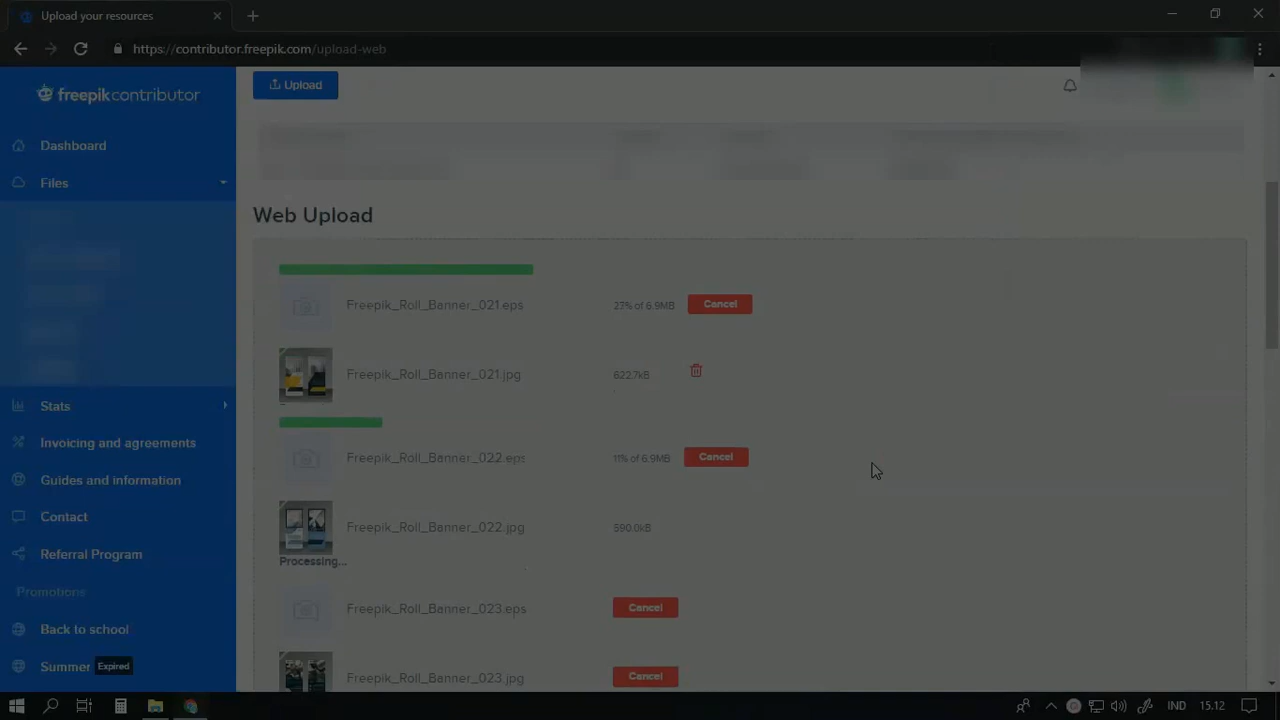 Upload your resources
https://contributor.freepik.com/upload-web
freepikcontributor
Upload
Dashboard
Files
Stats
Invoicing and agreements
Guides and information
Contact
Referral Program
Promotions
Back to school
Summer Expired
Web Upload
Freepik_Roll_Banner_021.eps 27% of 6.9MB Cancel
Freepik_Roll_Banner_021.jpg 622.7kB
Freepik_Roll_Banner_022.eps 11% of 6.9MB Cancel
Freepik_Roll_Banner_022.jpg 590.0kB
Processing...
Freepik_Roll_Banner_023.eps Cancel
Freepik_Roll_Banner_023.jpg Cancel
IND 15.12